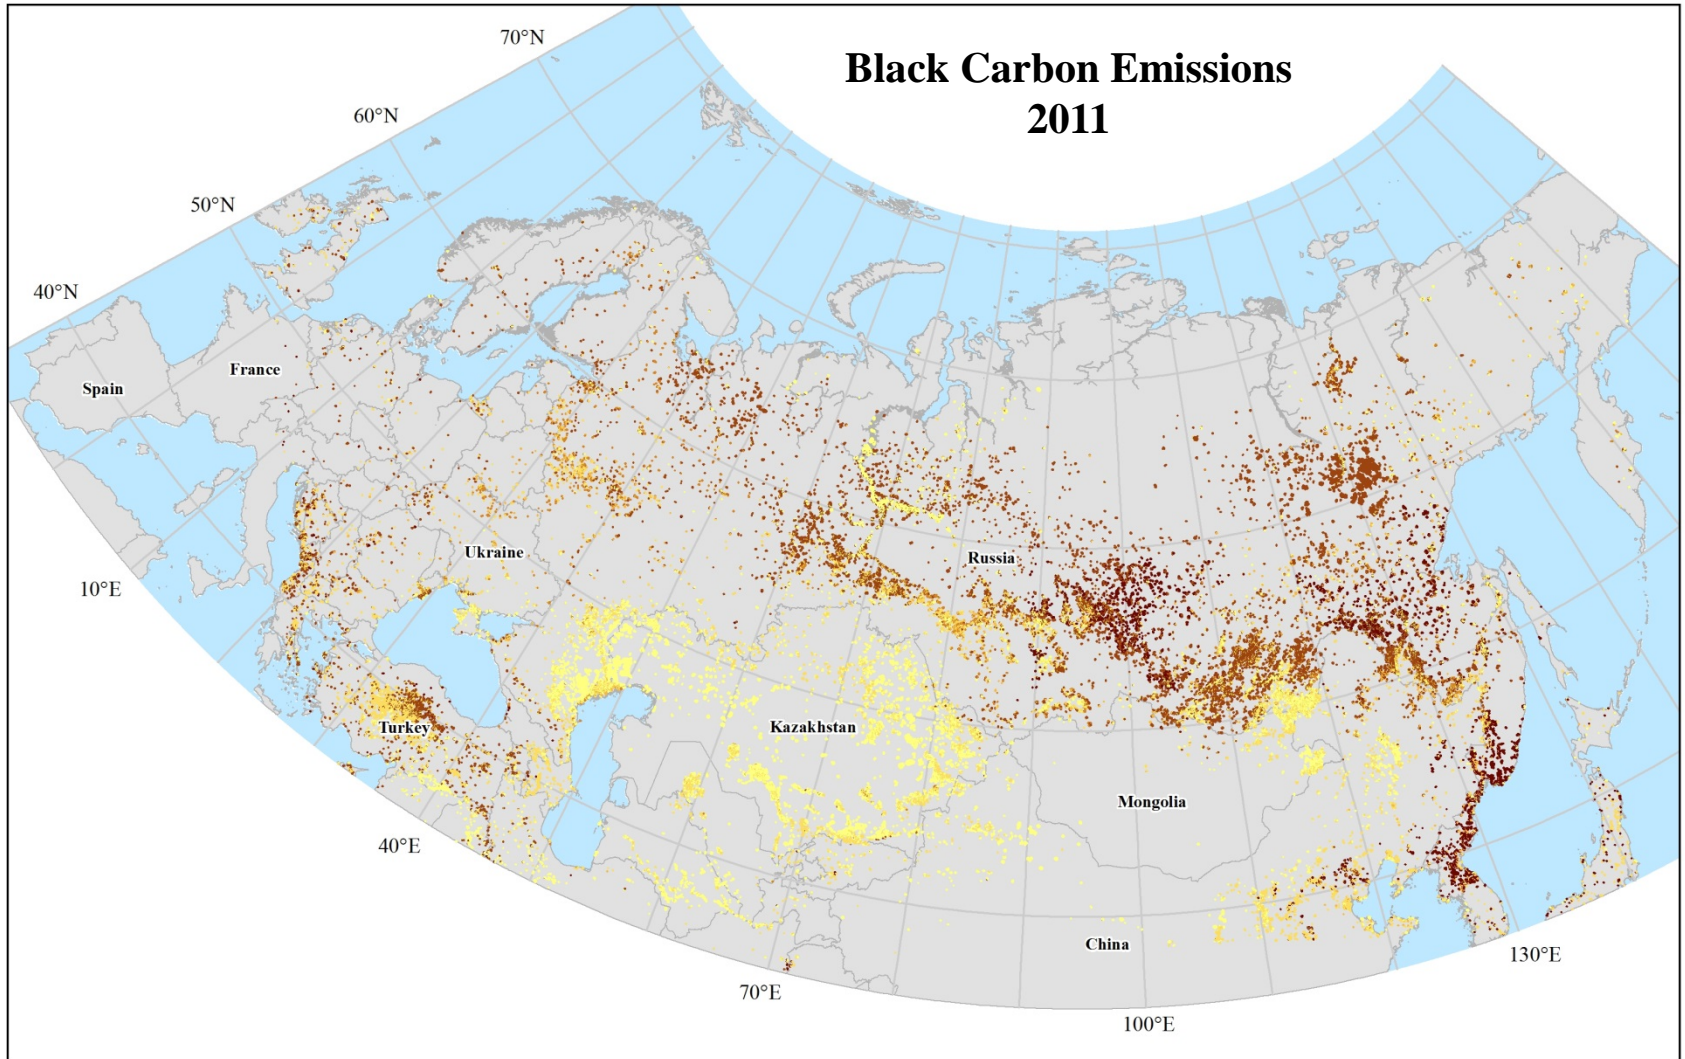 Black Carbon Emissions
2011
70°N
60°N
50°N
40°N
France
Spain
Ukraine
Russia
10°E
Turkey
Kazakhstan
Mongolia
40°E
China
130°E
70°E
100°E